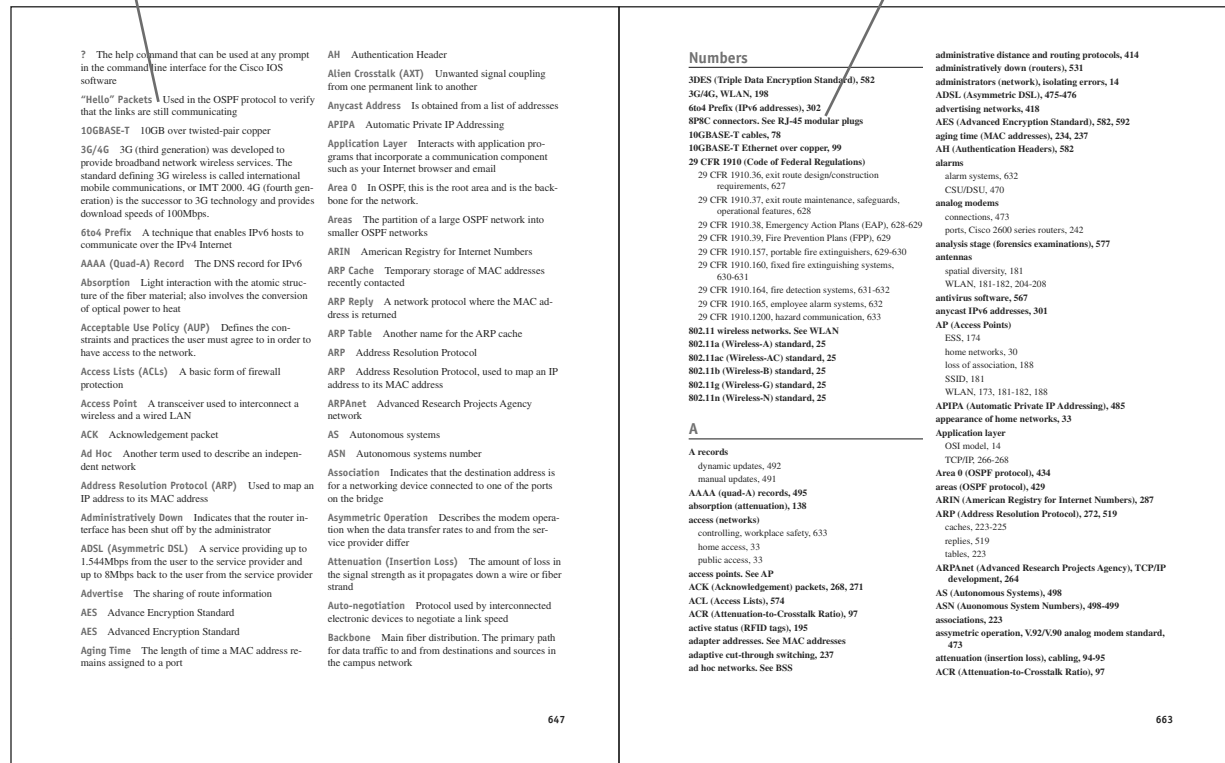 ? The help command that can be used at any prompt
in the command line interface for the Cisco IOS
software
“Hello” Packets Used in the OSPF protocol to verify
that the links are still communicating
10GBASE-T 10GB over twisted-pair copper
3G/4G 3G (third generation) was developed to
provide broadband network wireless services. The
standard defining 3G wireless is called international
mobile communications, or IMT 2000. 4G (fourth gen-
eration) is the successor to 3G technology and provides
download speeds of 100Mbps.
6to4 Prefix A technique that enables IPv6 hosts to
communicate over the IPv4 Internet
AAAA (Quad-A) Record The DNS record for IPv6
Absorption Light interaction with the atomic struc-
ture of the fiber material; also involves the conversion
of optical power to heat
Acceptable Use Policy (AUP) Defines the con-
straints and practices the user must agree to in order to
have access to the network.
Access Lists (ACLs) A basic form of firewall
protection
Access Point A transceiver used to interconnect a
wireless and a wired LAN
ACK Acknowledgement packet
Ad Hoc Another term used to describe an indepen-
dent network
Address Resolution Protocol (ARP) Used to map an
IP address to its MAC address
Administratively Down Indicates that the router in-
terface has been shut off by the administrator
ADSL (Asymmetric DSL) A service providing up to
1.544Mbps from the user to the service provider and
up to 8Mbps back to the user from the service provider
Advertise The sharing of route information
AES Advance Encryption Standard
AES Advanced Encryption Standard
Aging Time The length of time a MAC address re-
mains assigned to a port
AH Authentication Header
Alien Crosstalk (AXT) Unwanted signal coupling
from one permanent link to another
Anycast Address Is obtained from a list of addresses
APIPA Automatic Private IP Addressing
Application Layer Interacts with application pro-
grams that incorporate a communication component
such as your Internet browser and email
Area O In OSPF, this is the root area and is the back-
bone for the network.
Areas The partition of a large OSPF network into
smaller OSPF networks
ARIN American Registry for Internet Numbers
ARP Cache Temporary storage of MAC addresses
recently contacted
ARP Reply A network protocol where the MAC ad-
dress is returned
ARP Table Another name for the ARP cache
ARP Address Resolution Protocol
ARP Address Resolution Protocol, used to map an IP
address to its MAC address
ARPAnet Advanced Research Projects Agency
network
AS Autonomous systems
ASN Autonomous systems number
Association Indicates that the destination address is
for a networking device connected to one of the ports
on the bridge
Asymmetric Operation Describes the modem opera-
tion when the data transfer rates to and from the ser-
vice provider differ
Attenuation (Insertion Loss) The amount of loss in
the signal strength as it propagates down a wire or fiber
strand
Auto-negotiation Protocol used by interconnected
electronic devices to negotiate a link speed
Backbone Main fiber distribution. The primary path
for data traffic to and from destinations and sources in
the campus network
647
Numbers
3DES (Triple Data Encryption Standard), 582
3G/4G, WLAN, 198
6to4 Prefix (IPv6 addresses), 302
8P8C connectors. See RJ-45 modular plugs
10GBASE-T cables, 78
10GBASE-T Ethernet over copper, 99
29 CFR 1910 (Code of Federal Regulations)
29 CFR 1910.36, exit route design/construction
requirements, 627
29 CFR 1910.37, exit route maintenance, safeguards,
operational features, 628
29 CFR 1910.38, Emergency Action Plans (EAP), 628-629
29 CFR 1910.39, Fire Prevention Plans (FPP), 629
29 CFR 1910.157, portable fire extinguishers, 629-630
29 CFR 1910.160, fixed fire extinguishing systems,
630-631
29 CFR 1910.164, fire detection systems, 631-632
29 CFR 1910.165, employee alarm systems, 632
29 CFR 1910.1200, hazard communication, 633
802.11 wireless networks. See WLAN
802.11a (Wireless-A) standard, 25
802.11ac (Wireless-AC) standard, 25
802.11b (Wireless-B) standard, 25
802.11g (Wireless-G) standard, 25
802.11n (Wireless-N) standard, 25
A
A records
dynamic updates, 492
manual updates, 491
AAAA (quad-A) records, 495
absorption (attenuation), 138
access (networks)
controlling, workplace safety, 633
home access, 33
public access, 33
access points. See AP
ACK (Acknowledgement) packets, 268, 271
ACL (Access Lists), 574
ACR (Attenuation-to-Crosstalk Ratio), 97
active status (RFID tags), 195
adapter addresses. See MAC addresses
adaptive cut-through switching, 237
ad hoc networks. See BSS
administrative distance and routing protocols, 414
administratively down (routers), 531
administrators (network), isolating errors, 14
ADSL (Asymmetric DSL), 475-476
advertising networks, 418
AES (Advanced Encryption Standard), 582, 592
aging time (MAC addresses), 234, 237
AH (Authentication Headers), 582
alarms
alarm systems, 632
CSU/DSU, 470
analog modems
connections, 473
ports, Cisco 2600 series routers, 242
analysis stage (forensics examinations), 577
antennas
spatial diversity, 181
WLAN, 181-182, 204-208
antivirus software, 567
anycast IPv6 addresses, 301
AP (Access Points)
ESS, 174
home networks, 30
loss of association, 188
SSID, 181
WLAN, 173, 181-182, 188
APIPA (Automatic Private IP Addressing), 485
appearance of home networks, 33
Application layer
OSI model, 14
TCP/IP, 266-268
Area 0 (OSPF protocol), 434
areas (OSPF protocol), 429
ARIN (American Registry for Internet Numbers), 287
ARP (Address Resolution Protocol), 272, 519
caches, 223-225
replies, 519
tables, 223
ARPAnet (Advanced Research Projects Agency), TCP/IP
development, 264
AS (Autonomous Systems), 498
ASN (Auonomous System Numbers), 498-499
associations, 223
assymetric operation, V.92/V.90 analog modem standard,
473
attenuation (insertion loss), cabling, 94-95
ACR (Attenuation-to-Crosstalk Ratio), 97
663